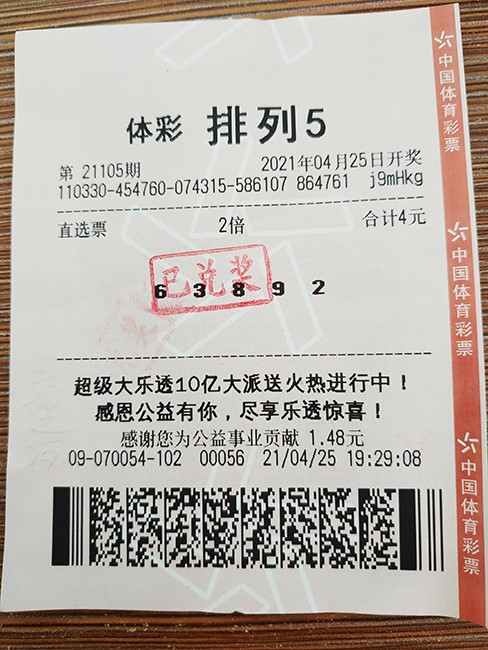 体彩 排列5
第 21105期 2021年04月25日开奖
110330-454760-074315-586107 864761 j9mHkg
直选票 2倍 合计4元
已兑奖
6 3 8 9 2
超级大乐透10亿大派送火热进行中！
感恩公益有你，尽享乐透惊喜！
感谢您为公益事业贡献 1.48元
09-070054-102 00056 21/04/25 19:29:08
中国体育彩票
中国体育彩票
中国体育彩票